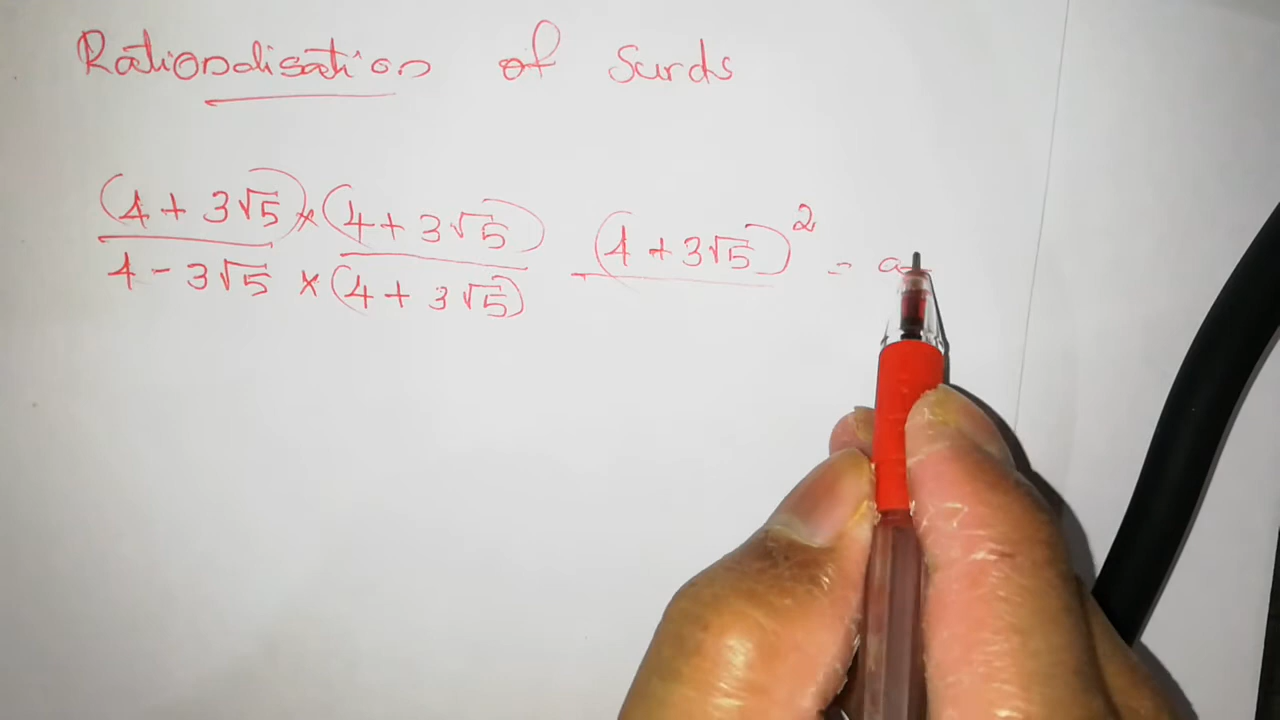 Rationalisation of Surds
(4 + 3√5) × (4 + 3√5) (4 + 3√5)² = a+
4 - 3√5 × (4 + 3√5)